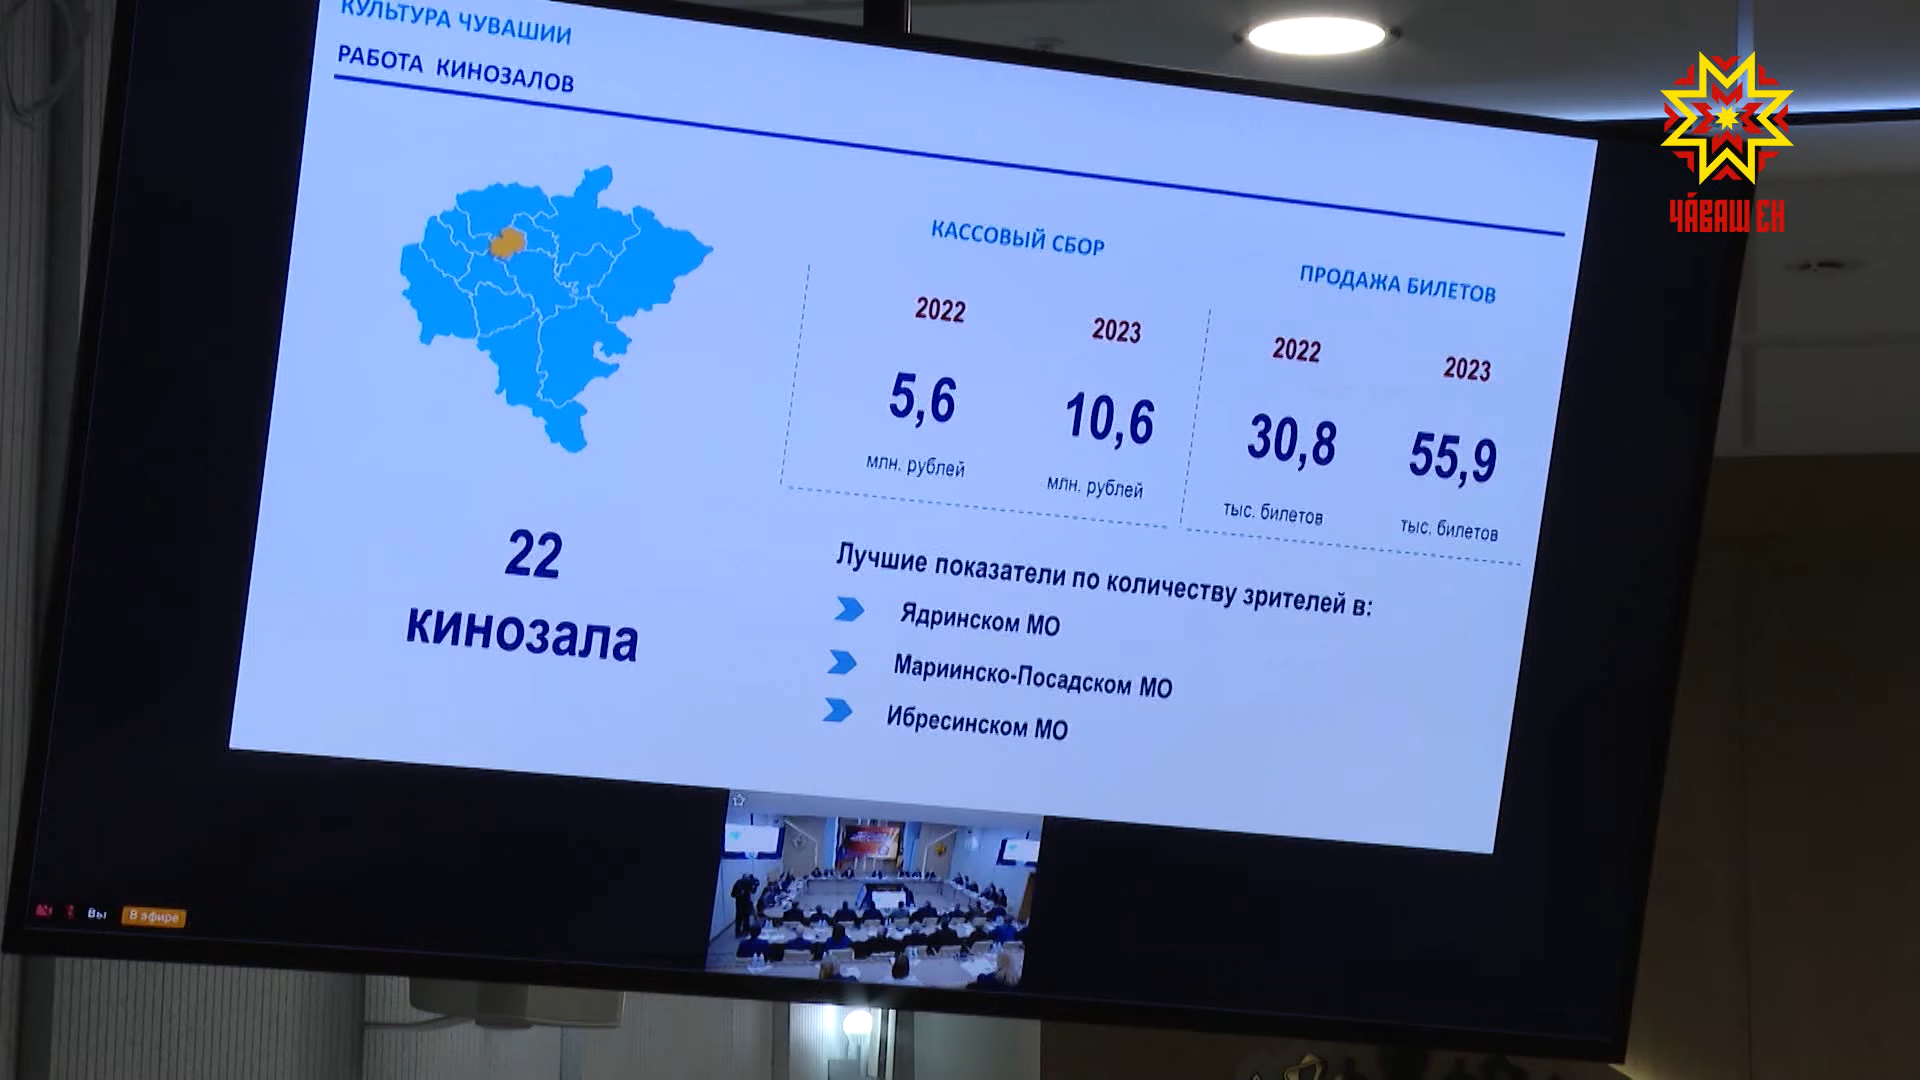 КУЛЬТУРА ЧУВАШИИ
РАБОТА КИНОЗАЛОВ
ЧӐВАШ ЕН
КАССОВЫЙ СБОР
ПРОДАЖА БИЛЕТОВ
2022
2023
2022
2023
5,6
10,6
30,8
55,9
млн. рублей
млн. рублей
тыс. билетов
тыс. билетов
22
кинозала
Лучшие показатели по количеству зрителей в:
Ядринском МО
Мариинско-Посадском МО
Ибресинском МО
Вы
В эфире